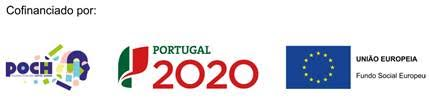 Cofinanciado por:
POCH
PORTUGAL
2020
UNIÃO EUROPEIA
Fundo Social Europeu